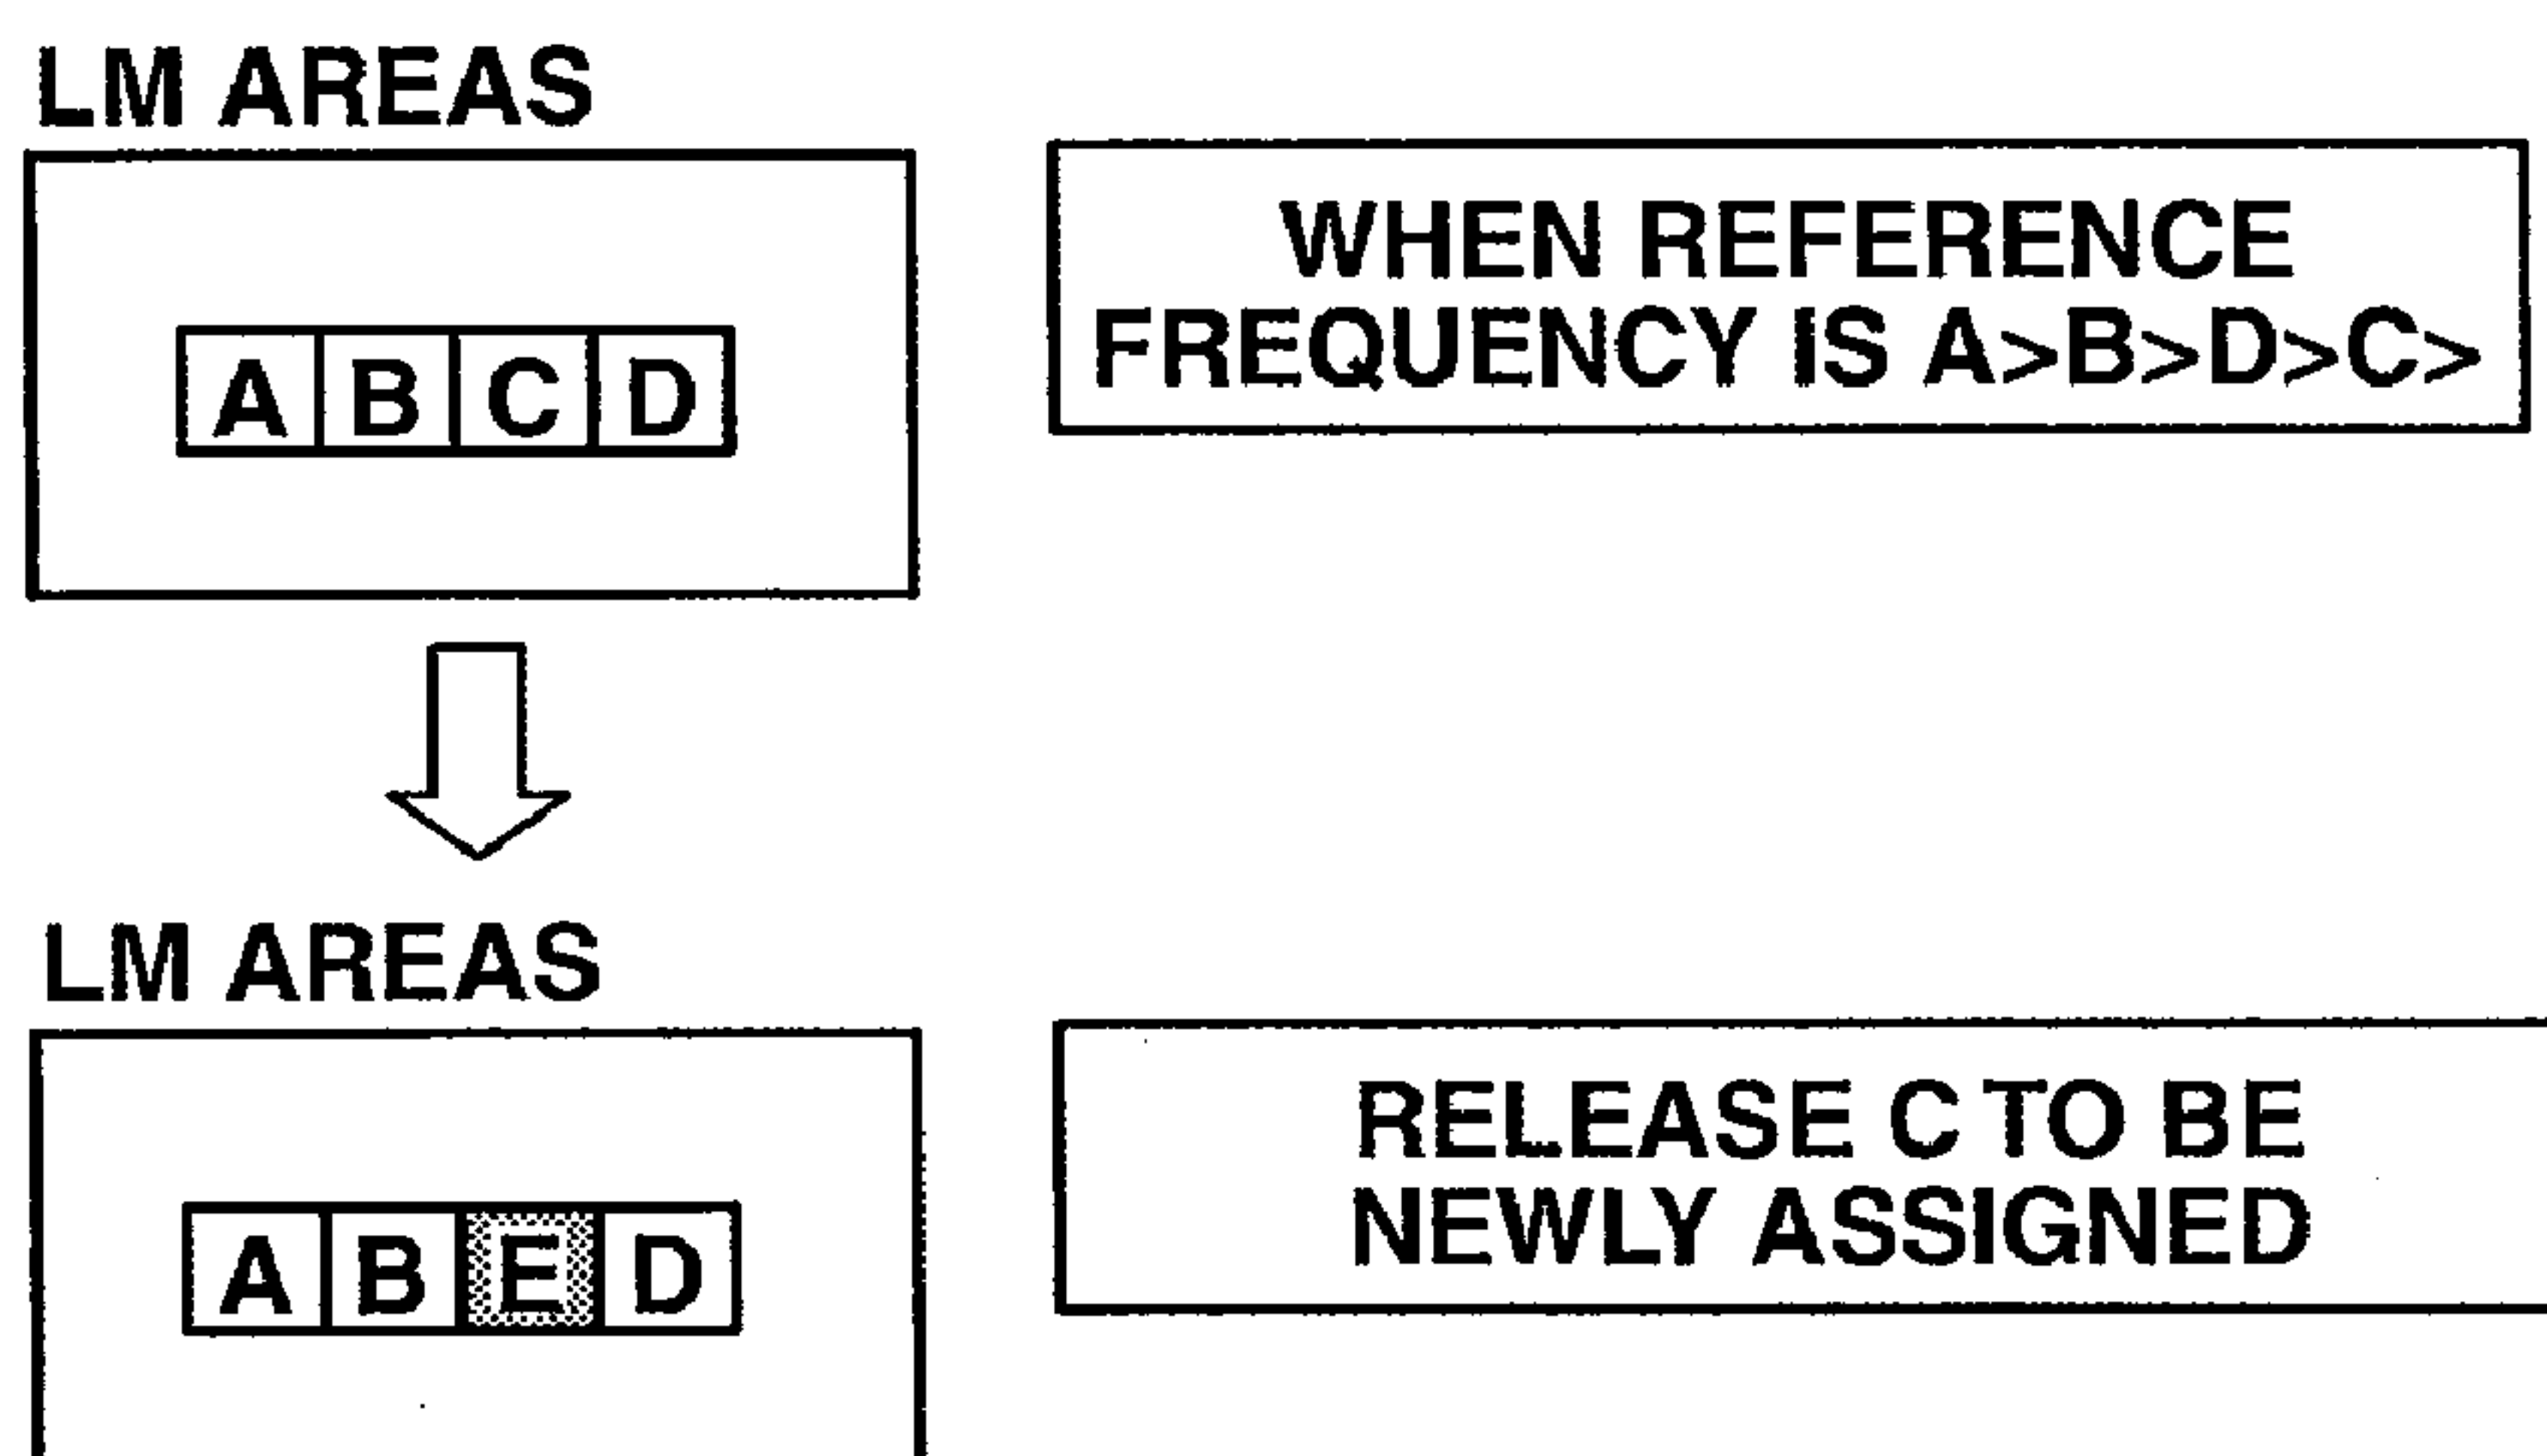 LM AREAS
A B C D
WHEN REFERENCE
FREQUENCY IS A>B>D>C>
LM AREAS
A B E D
RELEASE C TO BE
NEWLY ASSIGNED